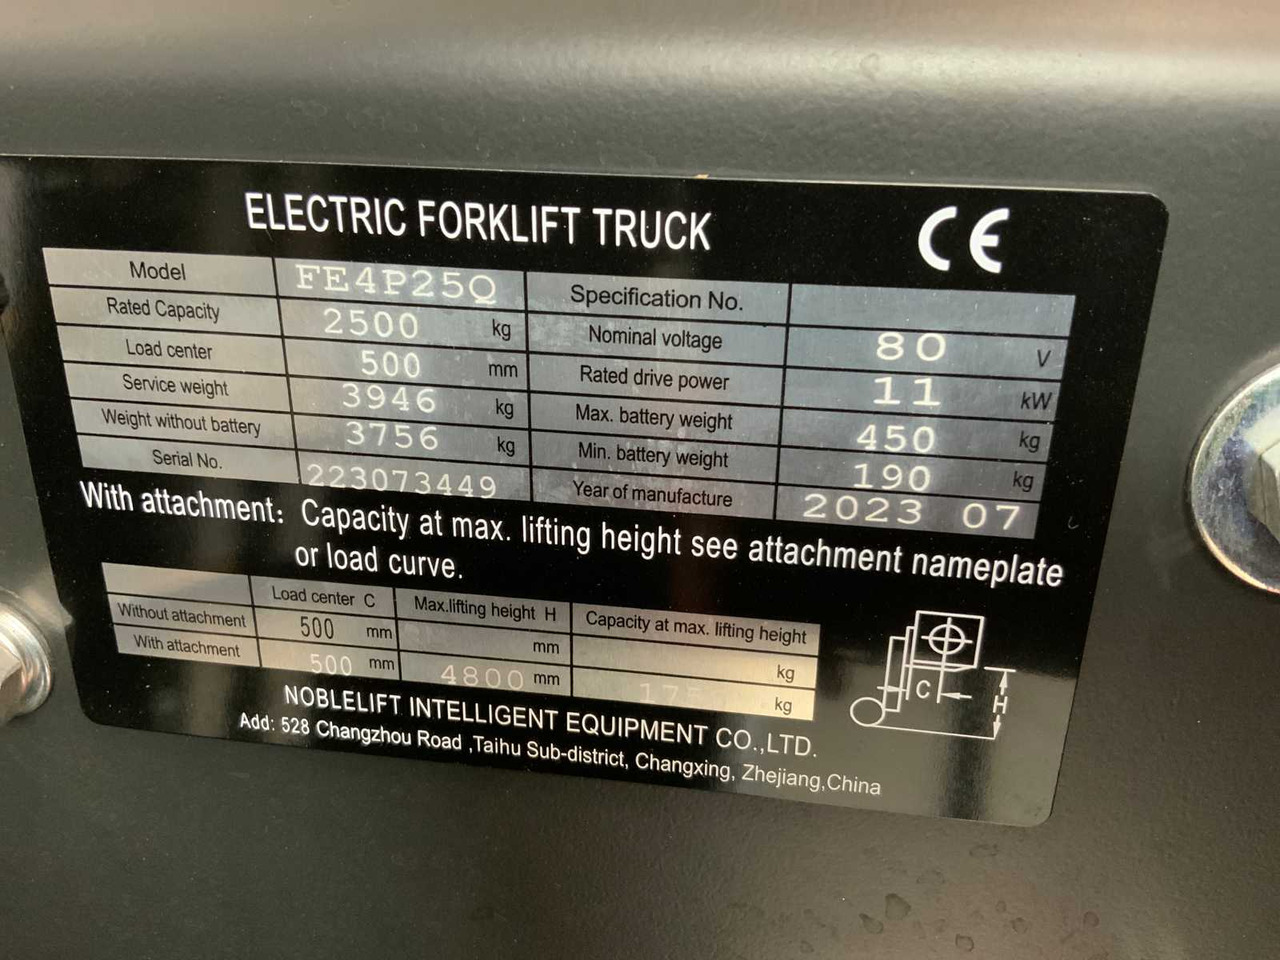 ELECTRIC FORKLIFT TRUCK CE
Model FE4P25Q Specification No.
Rated Capacity 2500 kg Nominal voltage 80 V
Load center 500 mm Rated drive power 11 kW
Service weight 3946 kg Max. battery weight 450 kg
Weight without battery 3756 kg Min. battery weight 190 kg
Serial No. 223073449 Year of manufacture 2023 07
With attachment: Capacity at max. lifting height see attachment nameplate
or load curve.
Load center C Max.lifting height H Capacity at max. lifting height
Without attachment 500 mm mm kg
With attachment 500 mm 4800 mm kg
C H
NOBLELIFT INTELLIGENT EQUIPMENT CO.,LTD.
Add: 528 Changzhou Road ,Taihu Sub-district, Changxing, Zhejiang,China